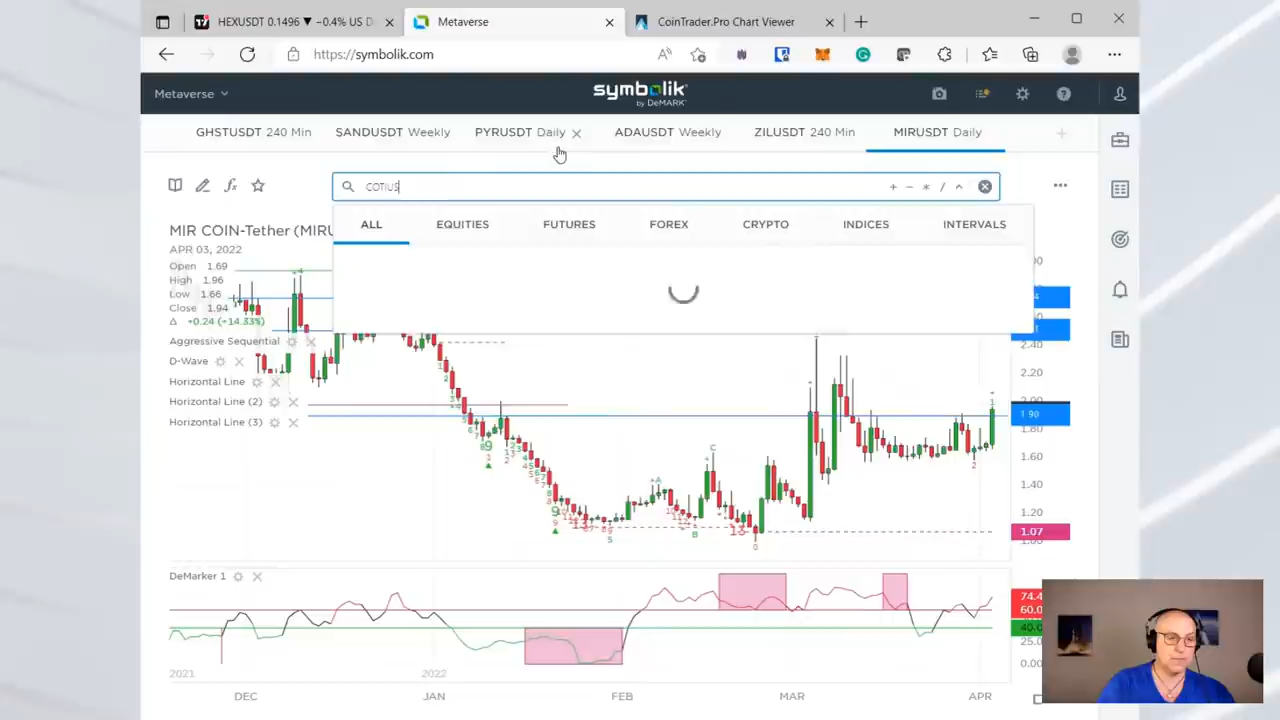 HEXUSDT 0.1496 ▼ −0.4% US D
Metaverse
CoinTrader.Pro Chart Viewer
https://symbolik.com
Metaverse
symbolik
by DeMARK
GHSTUSDT 240 Min
SANDUSDT Weekly
PYRUSDT Daily
ADAUSDT Weekly
ZILUSDT 240 Min
MIRUSDT Daily
COTIUS
+ − * / ^
ALL
EQUITIES
FUTURES
FOREX
CRYPTO
INDICES
INTERVALS
MIR COIN-Tether (MIRU
APR 03, 2022
Open 1.69
High 1.96
Low 1.66
Close 1.94
Δ +0.24 (+14.33%)
Aggressive Sequential
D-Wave
Horizontal Line
Horizontal Line (2)
Horizontal Line (3)
2.40
2.20
2.00
1.90
1.80
1.60
1.40
1.20
1.07
1.00
DeMarker 1
74.4
60.0
40.0
25.0
0.00
2021
2022
DEC
JAN
FEB
MAR
APR